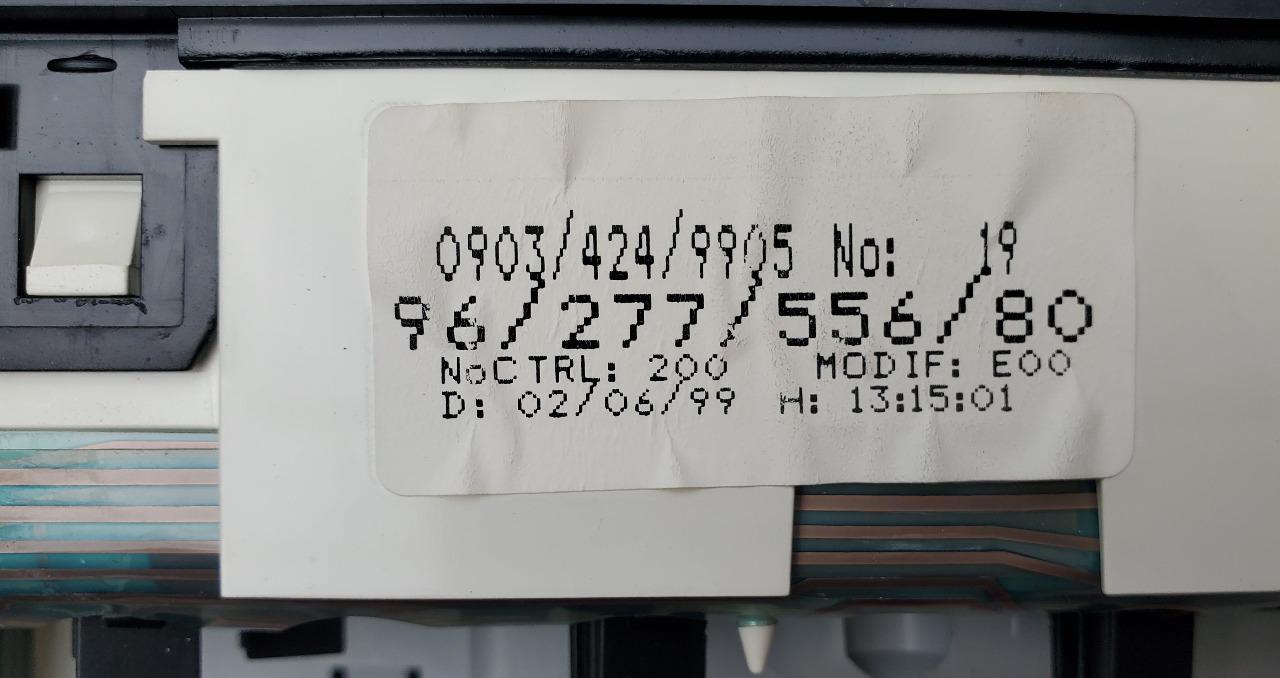 0903/424/9905 No: 19
96/277/556/80
NoCTRL: 200 MODIF: E00
D: 02/06/99 H: 13:15:01